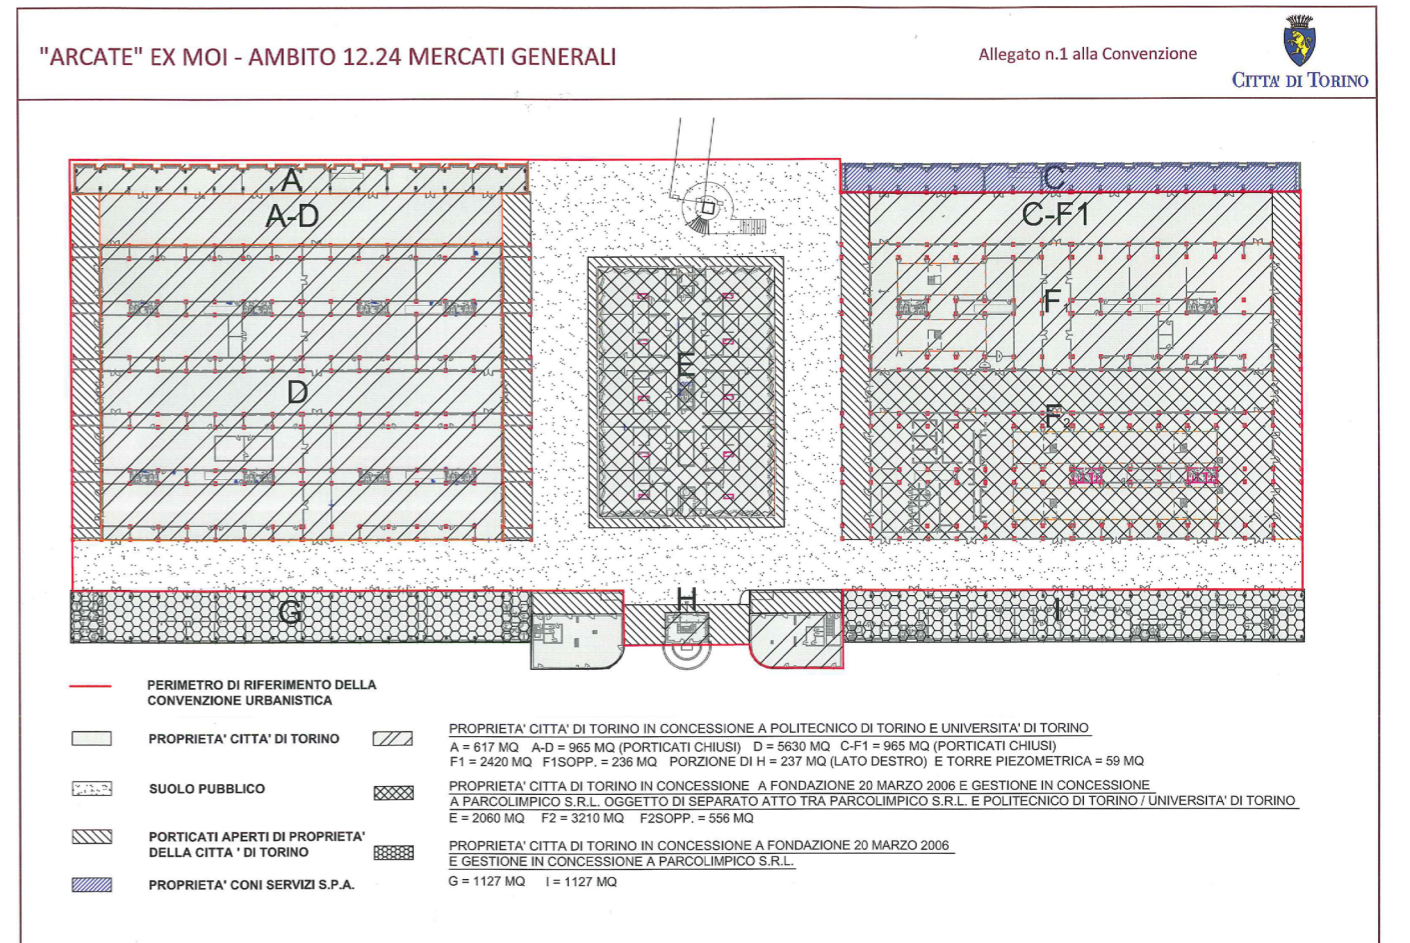 "ARCATE" EX MOI - AMBITO 12.24 MERCATI GENERALI
Allegato n.1 alla Convenzione
CITTA' DI TORINO
A
C
A-D
C-F1
F1
E
D
F2
H
G
I
PERIMETRO DI RIFERIMENTO DELLA
CONVENZIONE URBANISTICA
PROPRIETA' CITTA' DI TORINO
SUOLO PUBBLICO
PORTICATI APERTI DI PROPRIETA'
DELLA CITTA ' DI TORINO
PROPRIETA' CONI SERVIZI S.P.A.
PROPRIETA' CITTA' DI TORINO IN CONCESSIONE A POLITECNICO DI TORINO E UNIVERSITA' DI TORINO
A = 617 MQ A-D = 965 MQ (PORTICATI CHIUSI) D = 5630 MQ C-F1 = 965 MQ (PORTICATI CHIUSI)
F1 = 2420 MQ F1SOPP. = 236 MQ PORZIONE DI H = 237 MQ (LATO DESTRO) E TORRE PIEZOMETRICA = 59 MQ
PROPRIETA' CITTA DI TORINO IN CONCESSIONE A FONDAZIONE 20 MARZO 2006 E GESTIONE IN CONCESSIONE
A PARCOLIMPICO S.R.L. OGGETTO DI SEPARATO ATTO TRA PARCOLIMPICO S.R.L. E POLITECNICO DI TORINO / UNIVERSITA' DI TORINO
E = 2060 MQ F2 = 3210 MQ F2SOPP. = 556 MQ
PROPRIETA' CITTA DI TORINO IN CONCESSIONE A FONDAZIONE 20 MARZO 2006
E GESTIONE IN CONCESSIONE A PARCOLIMPICO S.R.L.
G = 1127 MQ I = 1127 MQ